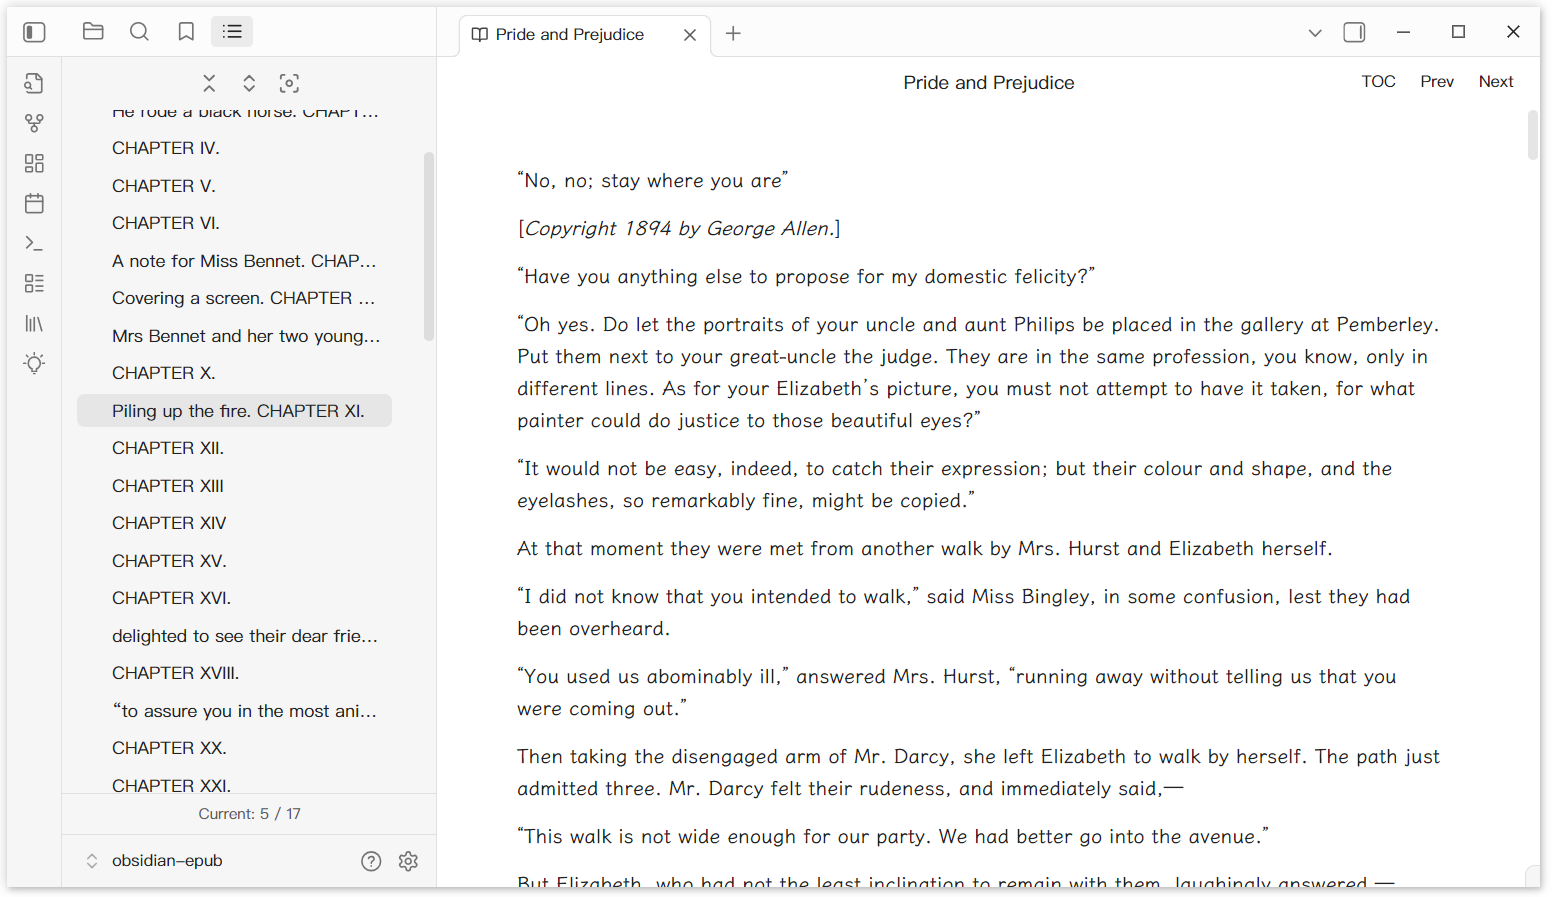 Pride and Prejudice
He rode a black horse. CHAPT...
CHAPTER IV.
CHAPTER V.
CHAPTER VI.
A note for Miss Bennet. CHAP...
Covering a screen. CHAPTER ...
Mrs Bennet and her two young...
CHAPTER X.
Piling up the fire. CHAPTER XI.
CHAPTER XII.
CHAPTER XIII
CHAPTER XIV
CHAPTER XV.
CHAPTER XVI.
delighted to see their dear frie...
CHAPTER XVIII.
“to assure you in the most ani...
CHAPTER XX.
CHAPTER XXI.
Current: 5 / 17
obsidian-epub
Pride and Prejudice
TOC Prev Next
“No, no; stay where you are”
[Copyright 1894 by George Allen.]
“Have you anything else to propose for my domestic felicity?”
“Oh yes. Do let the portraits of your uncle and aunt Philips be placed in the gallery at Pemberley.
Put them next to your great-uncle the judge. They are in the same profession, you know, only in
different lines. As for your Elizabeth’s picture, you must not attempt to have it taken, for what
painter could do justice to those beautiful eyes?”
“It would not be easy, indeed, to catch their expression; but their colour and shape, and the
eyelashes, so remarkably fine, might be copied.”
At that moment they were met from another walk by Mrs. Hurst and Elizabeth herself.
“I did not know that you intended to walk,” said Miss Bingley, in some confusion, lest they had
been overheard.
“You used us abominably ill,” answered Mrs. Hurst, “running away without telling us that you
were coming out.”
Then taking the disengaged arm of Mr. Darcy, she left Elizabeth to walk by herself. The path just
admitted three. Mr. Darcy felt their rudeness, and immediately said,—
“This walk is not wide enough for our party. We had better go into the avenue.”
But Elizabeth, who had not the least inclination to remain with them, laughingly answered,—